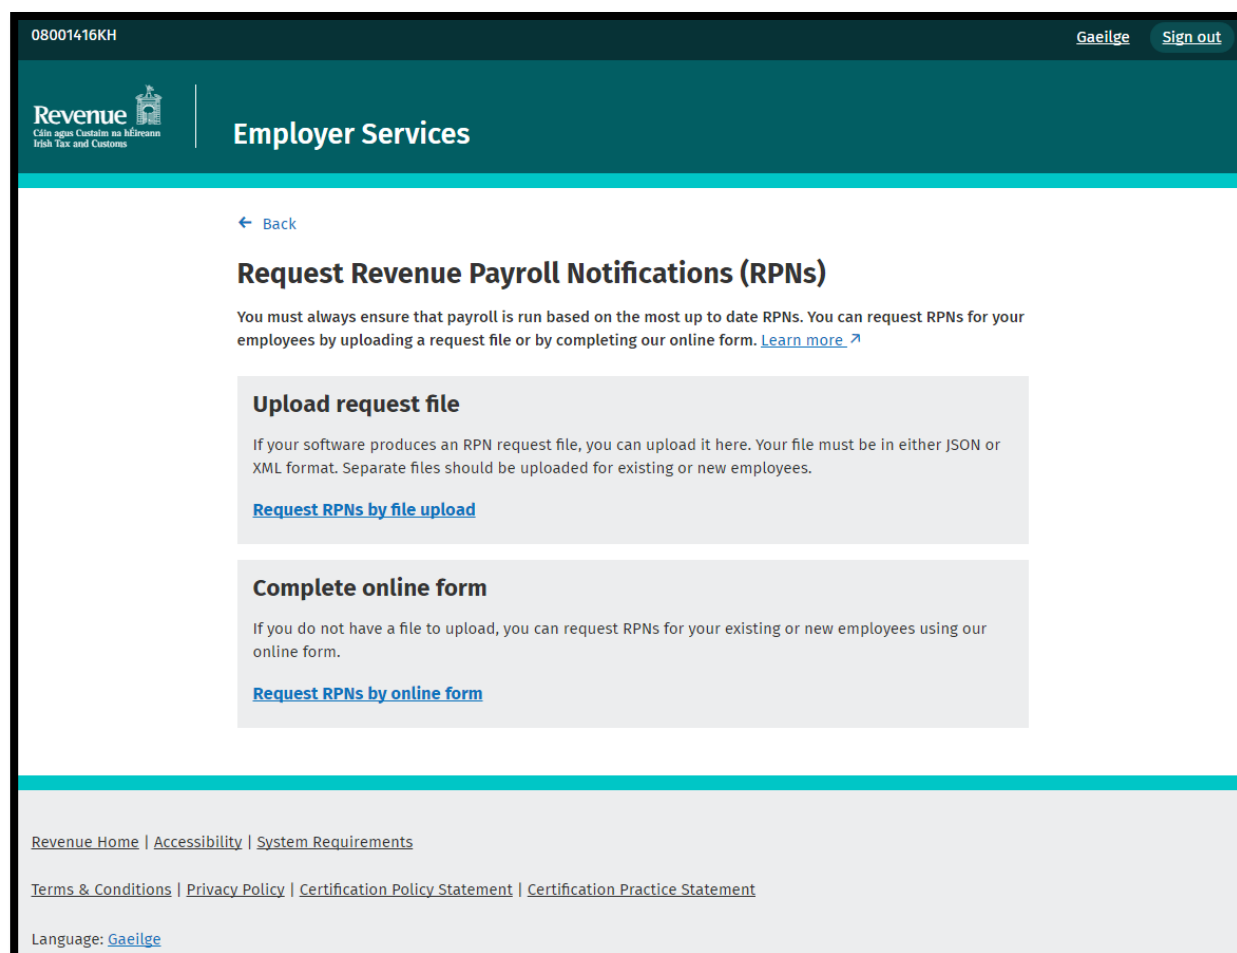 08001416KH
Gaeilge Sign out
Revenue
Cáin agus Custaim na hÉireann
Irish Tax and Customs
Employer Services
← Back
Request Revenue Payroll Notifications (RPNs)
You must always ensure that payroll is run based on the most up to date RPNs. You can request RPNs for your
employees by uploading a request file or by completing our online form. Learn more ↗
Upload request file
If your software produces an RPN request file, you can upload it here. Your file must be in either JSON or
XML format. Separate files should be uploaded for existing or new employees.
Request RPNs by file upload
Complete online form
If you do not have a file to upload, you can request RPNs for your existing or new employees using our
online form.
Request RPNs by online form
Revenue Home | Accessibility | System Requirements
Terms & Conditions | Privacy Policy | Certification Policy Statement | Certification Practice Statement
Language: Gaeilge